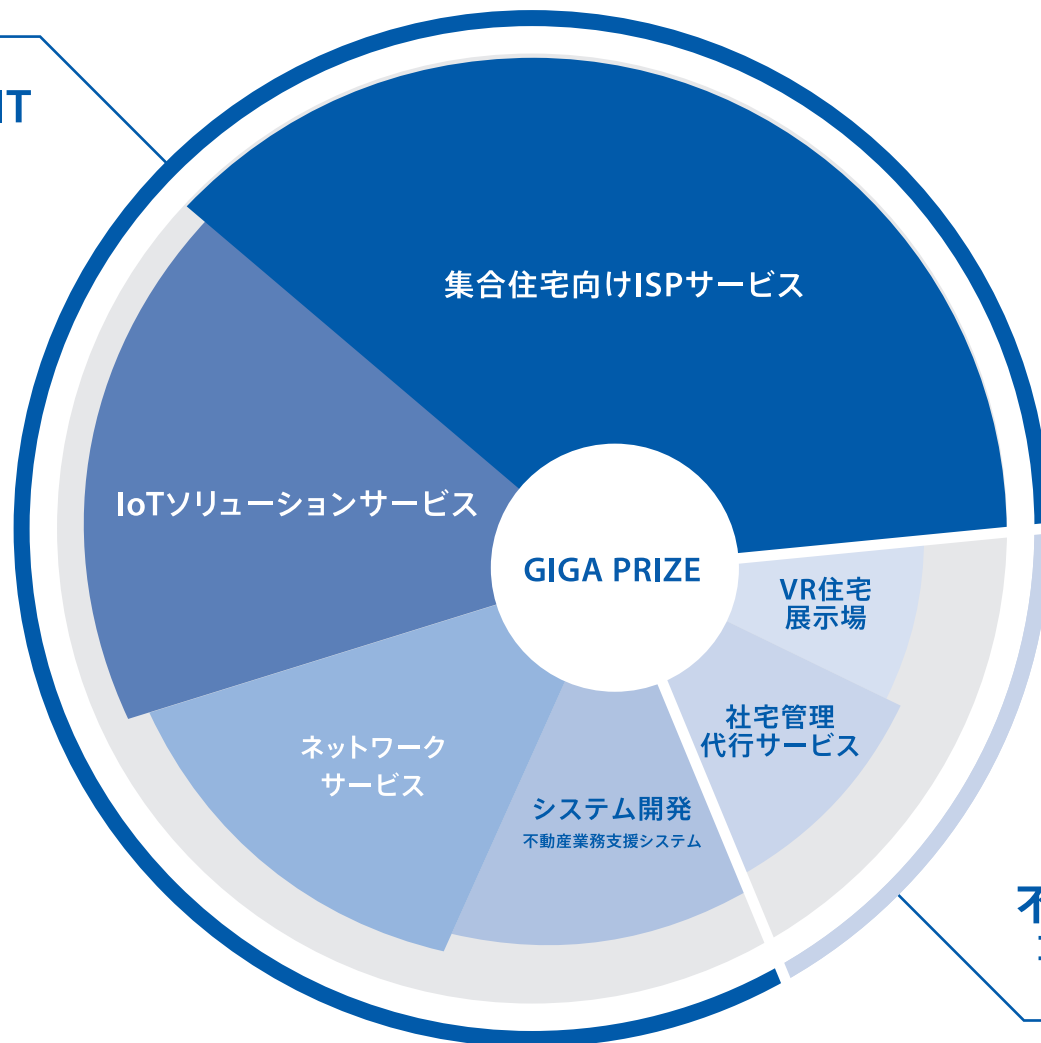 集合住宅向けISPサービス
IoTソリューションサービス
GIGA PRIZE
VR住宅
展示場
社宅管理
代行サービス
ネットワーク
サービス
システム開発
不動産業務支援システム